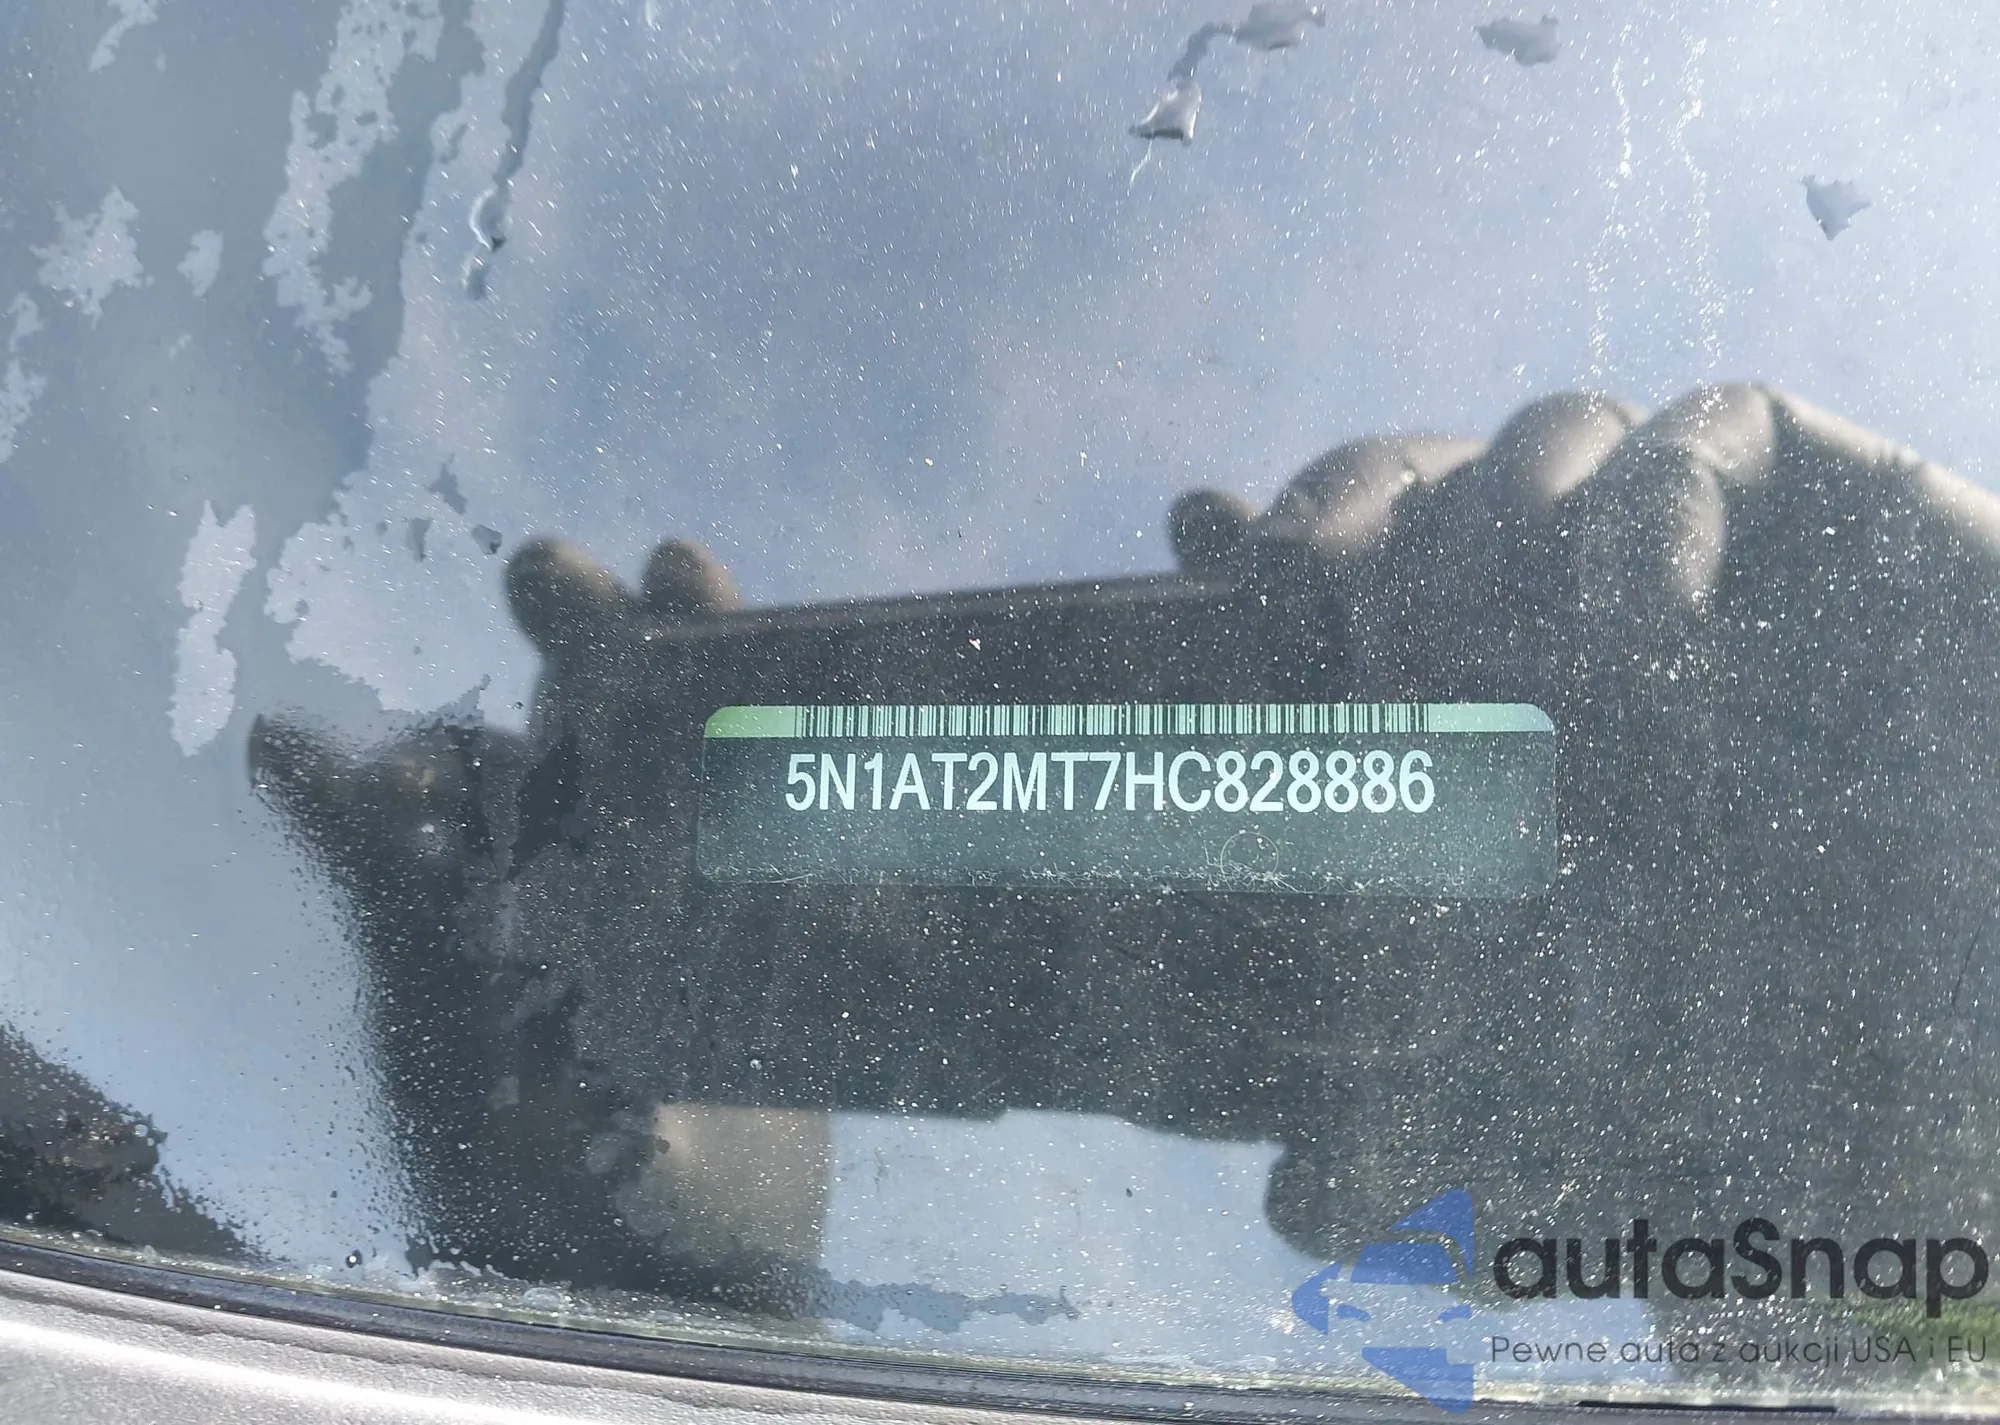 5N1AT2MT7HC828886
autaSnap
Pewne auta z aukcji USA i EU